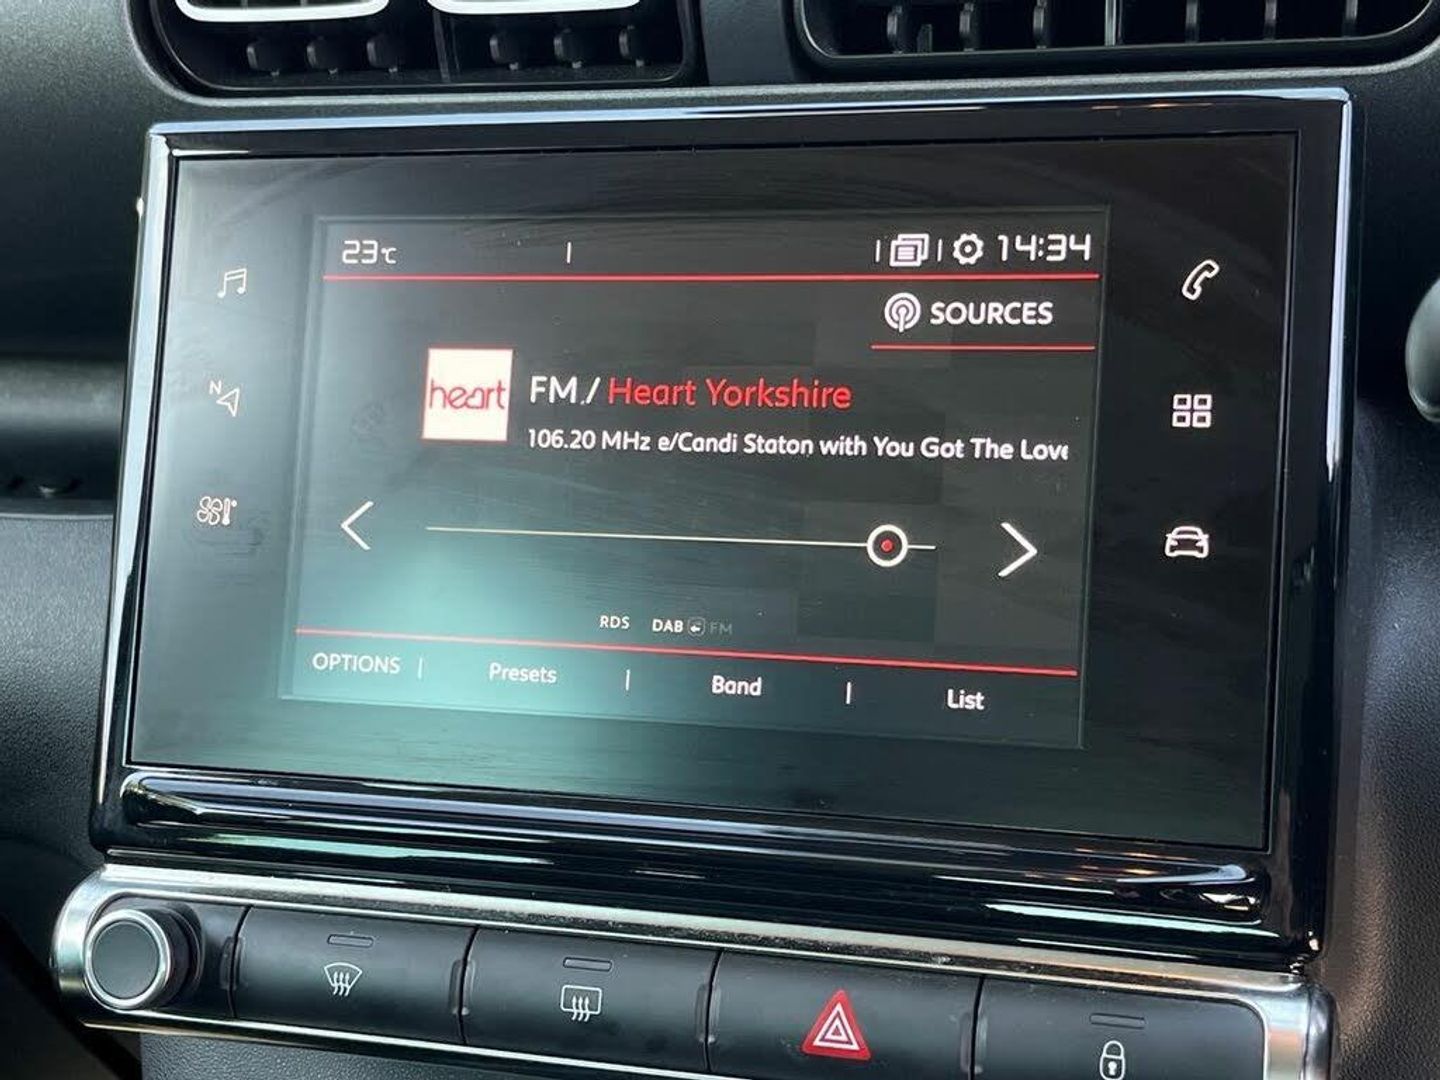 23°C 14:34
SOURCES
heart
FM / Heart Yorkshire
106.20 MHz e/Candi Staton with You Got The Love
N
RDS DAB FM
OPTIONS Presets Band List